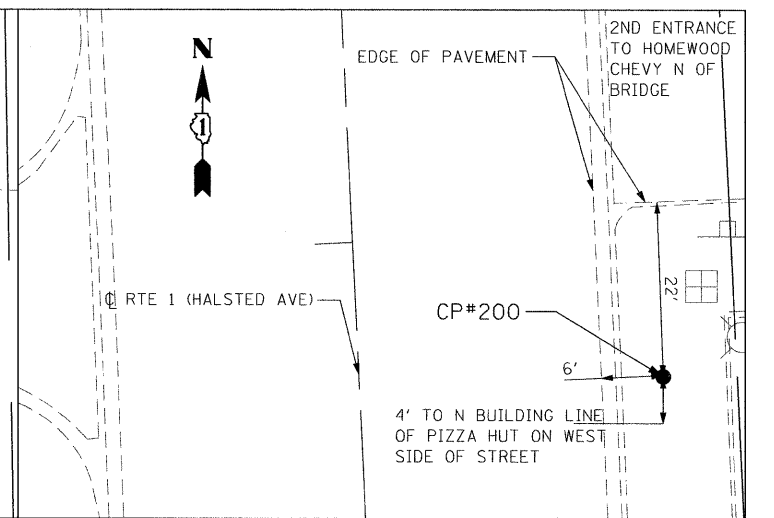 2ND ENTRANCE
TO HOMEWOOD
CHEVY N OF
BRIDGE
N
EDGE OF PAVEMENT
1
22'
℄ RTE 1 (HALSTED AVE)
CP#200
6'
4' TO N BUILDING LINE
OF PIZZA HUT ON WEST
SIDE OF STREET